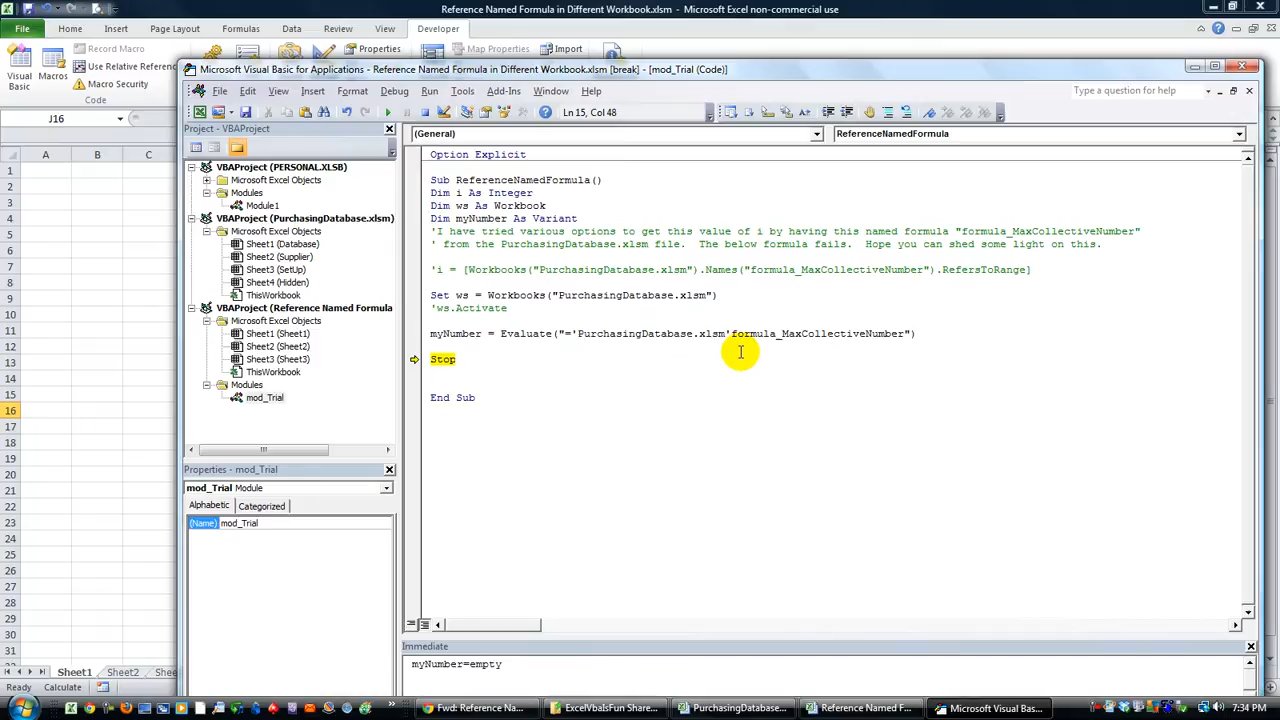 Reference Named Formula in Different Workbook.xlsm - Microsoft Excel non-commercial use
File Home Insert Page Layout Formulas Data Review View Developer
Visual Basic
Macros
Record Macro
Use Relative Referen
Macro Security
Code
Properties
Map Properties
Import
Microsoft Visual Basic for Applications - Reference Named Formula in Different Workbook.xlsm [break] - [mod_Trial (Code)]
File Edit View Insert Format Debug Run Tools Add-Ins Window Help
Type a question for help
Ln 15, Col 48
J16
A B C
1
2
3
4
5
6
7
8
9
10
11
12
13
14
15
16
17
18
19
20
21
22
23
24
25
26
27
28
29
30
31
32
Project - VBAProject
VBAProject (PERSONAL.XLSB)
Microsoft Excel Objects
Modules
Module1
VBAProject (PurchasingDatabase.xlsm)
Microsoft Excel Objects
Sheet1 (Database)
Sheet2 (Supplier)
Sheet3 (SetUp)
Sheet4 (Hidden)
ThisWorkbook
VBAProject (Reference Named Formula
Microsoft Excel Objects
Sheet1 (Sheet1)
Sheet2 (Sheet2)
Sheet3 (Sheet3)
ThisWorkbook
Modules
mod_Trial
Properties - mod_Trial
mod_Trial Module
Alphabetic Categorized
(Name) mod_Trial
(General)
ReferenceNamedFormula
Option Explicit
Sub ReferenceNamedFormula()
Dim i As Integer
Dim ws As Workbook
Dim myNumber As Variant
'I have tried various options to get this value of i by having this named formula "formula_MaxCollectiveNumber"
' from the PurchasingDatabase.xlsm file.  The below formula fails.  Hope you can shed some light on this.
'i = [Workbooks("PurchasingDatabase.xlsm").Names("formula_MaxCollectiveNumber").RefersToRange]
Set ws = Workbooks("PurchasingDatabase.xlsm")
'ws.Activate
myNumber = Evaluate("='PurchasingDatabase.xlsm'formula_MaxCollectiveNumber")
Stop
End Sub
Immediate
myNumber=empty
Sheet1 Sheet2 Shee
Ready Calculate
Fwd: Reference Na...
ExcelVbaIsFun Share...
PurchasingDatabase...
Reference Named F...
Microsoft Visual Bas...
7:34 PM